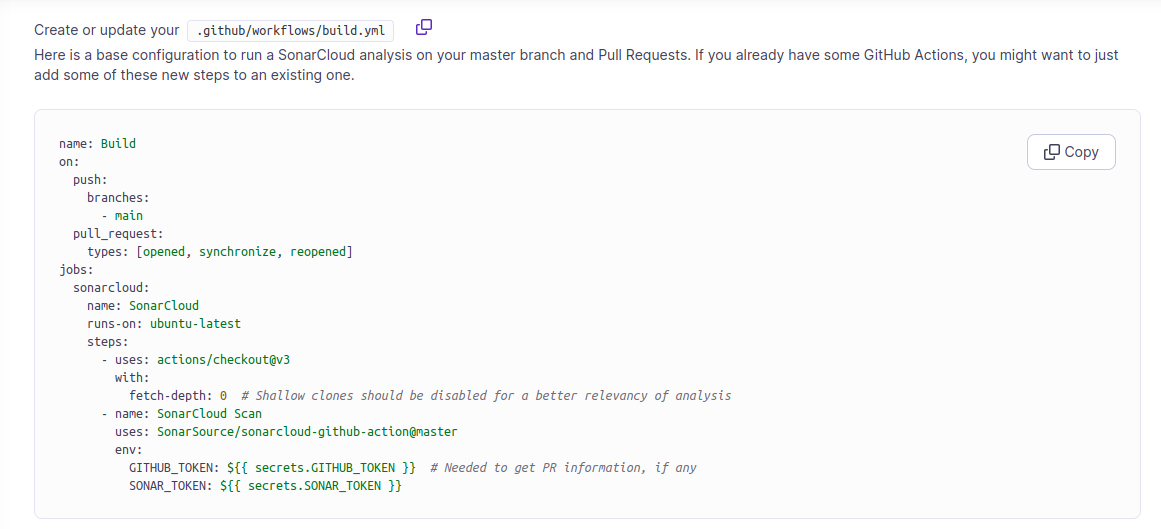 Create or update your .github/workflows/build.yml
Here is a base configuration to run a SonarCloud analysis on your master branch and Pull Requests. If you already have some GitHub Actions, you might want to just
add some of these new steps to an existing one.
Copy
name: Build
on:
  push:
    branches:
      - main
  pull_request:
    types: [opened, synchronize, reopened]
jobs:
  sonarcloud:
    name: SonarCloud
    runs-on: ubuntu-latest
    steps:
      - uses: actions/checkout@v3
        with:
          fetch-depth: 0  # Shallow clones should be disabled for a better relevancy of analysis
      - name: SonarCloud Scan
        uses: SonarSource/sonarcloud-github-action@master
        env:
          GITHUB_TOKEN: ${{ secrets.GITHUB_TOKEN }}  # Needed to get PR information, if any
          SONAR_TOKEN: ${{ secrets.SONAR_TOKEN }}